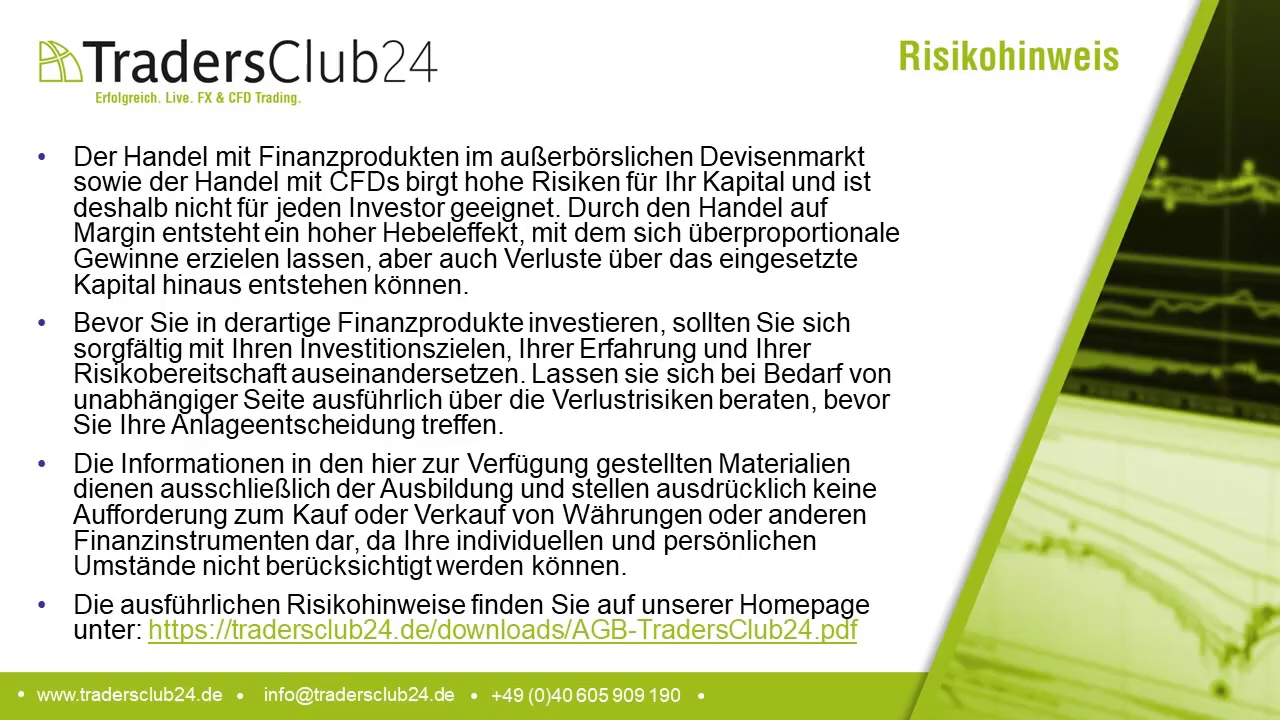 TradersClub24
Erfolgreich. Live. FX & CFD Trading.
Risikohinweis
• Der Handel mit Finanzprodukten im außerbörslichen Devisenmarkt
sowie der Handel mit CFDs birgt hohe Risiken für Ihr Kapital und ist
deshalb nicht für jeden Investor geeignet. Durch den Handel auf
Margin entsteht ein hoher Hebeleffekt, mit dem sich überproportionale
Gewinne erzielen lassen, aber auch Verluste über das eingesetzte
Kapital hinaus entstehen können.
• Bevor Sie in derartige Finanzprodukte investieren, sollten Sie sich
sorgfältig mit Ihren Investitionszielen, Ihrer Erfahrung und Ihrer
Risikobereitschaft auseinandersetzen. Lassen sie sich bei Bedarf von
unabhängiger Seite ausführlich über die Verlustrisiken beraten, bevor
Sie Ihre Anlageentscheidung treffen.
• Die Informationen in den hier zur Verfügung gestellten Materialien
dienen ausschließlich der Ausbildung und stellen ausdrücklich keine
Aufforderung zum Kauf oder Verkauf von Währungen oder anderen
Finanzinstrumenten dar, da Ihre individuellen und persönlichen
Umstände nicht berücksichtigt werden können.
• Die ausführlichen Risikohinweise finden Sie auf unserer Homepage
unter: https://tradersclub24.de/downloads/AGB-TradersClub24.pdf
• www.tradersclub24.de • info@tradersclub24.de • +49 (0)40 605 909 190 •